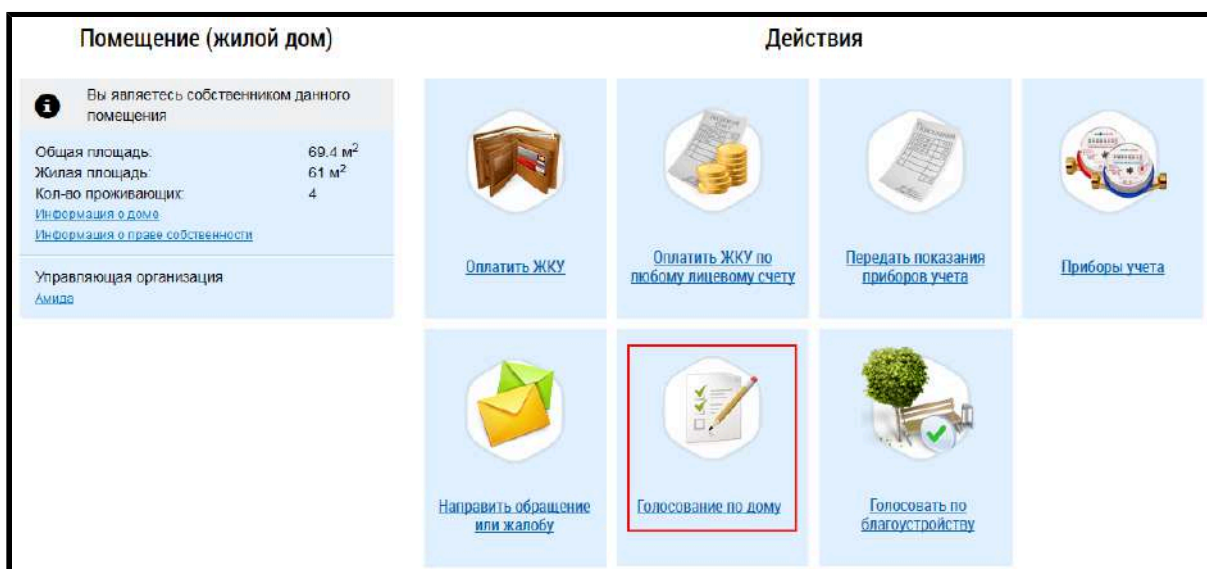 Помещение (жилой дом)
Действия
Вы являетесь собственником данного
помещения
Общая площадь: 69.4 м²
Жилая площадь: 61 м²
Кол-во проживающих: 4
Информация о доме
Информация о праве собственности
Управляющая организация
Амида
Оплатить ЖКУ
Оплатить ЖКУ по
любому лицевому счету
Передать показания
приборов учета
Приборы учета
Направить обращение
или жалобу
Голосование по дому
Голосовать по
благоустройству